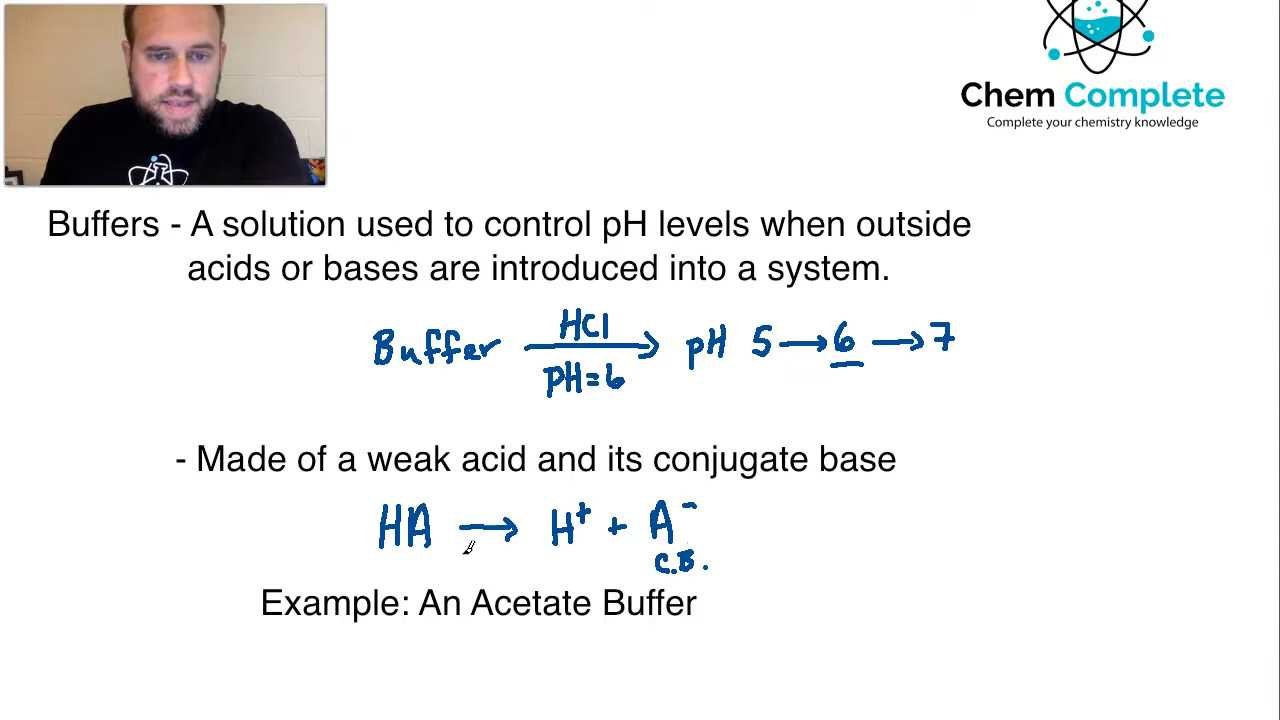 Chem Complete
Complete your chemistry knowledge
Buffers - A solution used to control pH levels when outside
acids or bases are introduced into a system.
Buffer HCl pH=6 → pH 5 → 6 → 7
- Made of a weak acid and its conjugate base
HA → H⁺ + A⁻
C.B.
Example: An Acetate Buffer